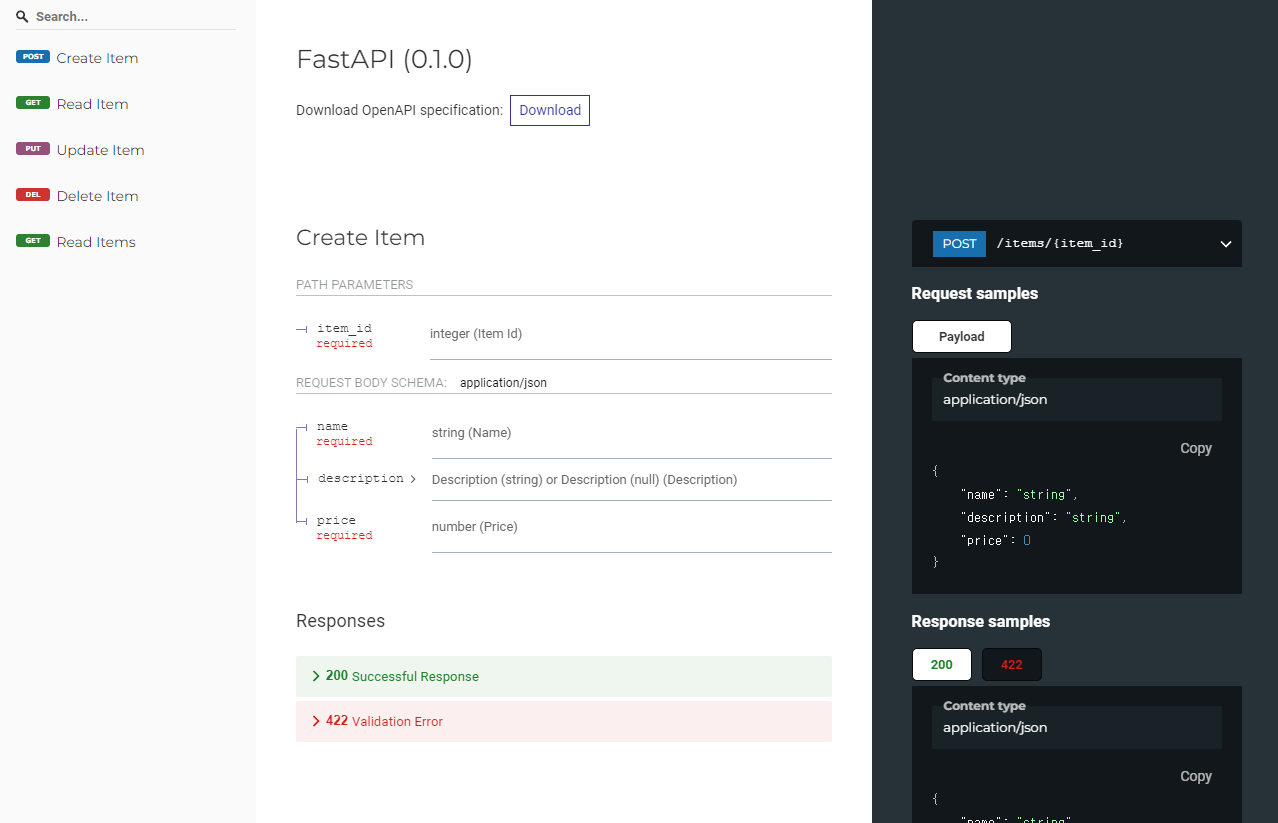 Search...
POST Create Item
GET Read Item
PUT Update Item
DEL Delete Item
GET Read Items
FastAPI (0.1.0)
Download OpenAPI specification: Download
Create Item
PATH PARAMETERS
item_id
required
integer (Item Id)
REQUEST BODY SCHEMA: application/json
name
required
string (Name)
description
Description (string) or Description (null) (Description)
price
required
number (Price)
Responses
200 Successful Response
422 Validation Error
POST /items/{item_id}
Request samples
Payload
Content type
application/json
Copy
{
"name": "string",
"description": "string",
"price": 0
}
Response samples
200 422
Content type
application/json
Copy
{
"name": "string"